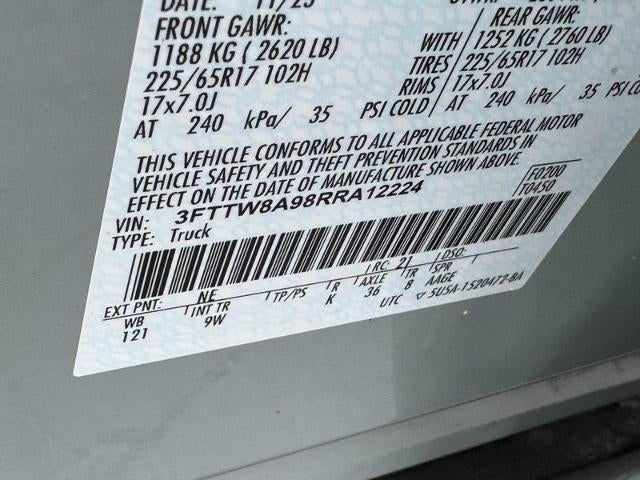 DATE: 11/23
FRONT GAWR:
1188 KG ( 2620 LB)
225/65R17 102H
17x7.0J
AT 240 kPa/ 35 PSI COLD
REAR GAWR:
WITH 1252 KG ( 2760 LB)
TIRES 225/65R17 102H
RIMS 17x7.0J
AT 240 kPa/ 35 PSI CO
THIS VEHICLE CONFORMS TO ALL APPLICABLE FEDERAL MOTOR
VEHICLE SAFETY AND THEFT PREVENTION STANDARDS IN
EFFECT ON THE DATE OF MANUFACTURE SHOWN ABOVE.
VIN: 3FTTW8A98RRA12224
TYPE: Truck
F0200
T0450
EXT PNT: NE RC: 21 DSO:
WB INT TR TP/PS R AXLE TR SPR
121 9W K 36 8 AAGE
UTC ▽ 5U5A-1520472-BA